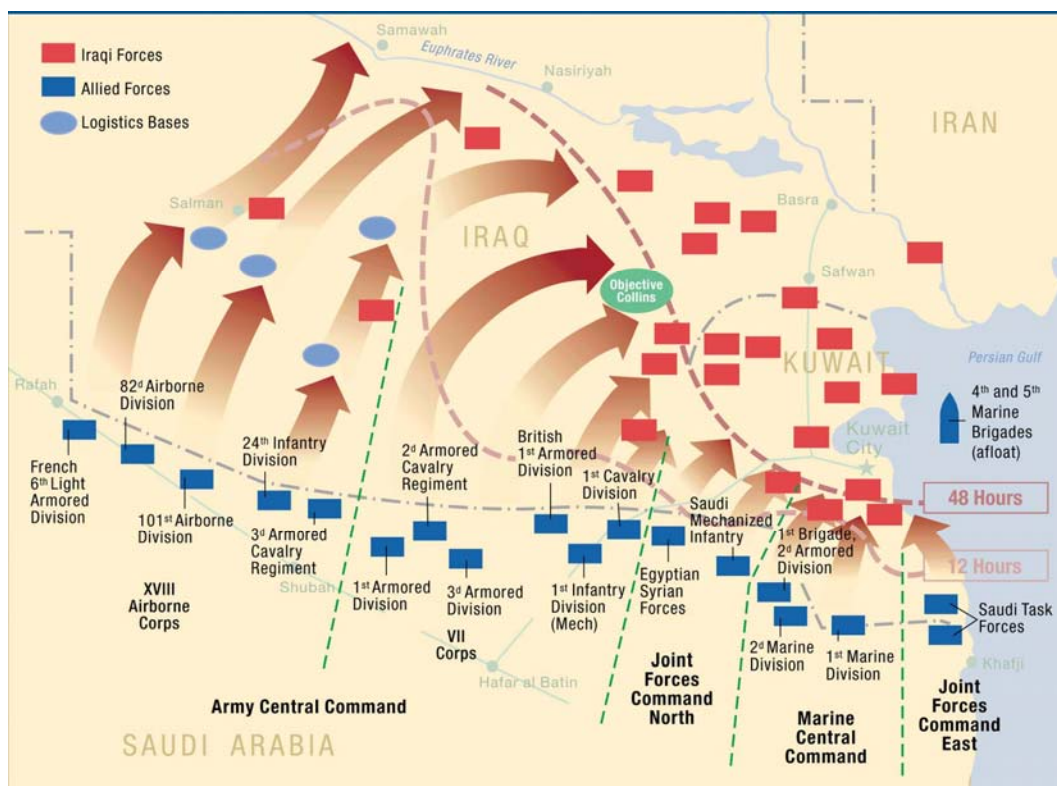 Iraqi Forces
Allied Forces
Logistics Bases
Samawah
Euphrates River
Nasiriyah
IRAN
Salman
IRAQ
Basra
Safwan
Objective
Collins
KUWAIT
Persian Gulf
Rafah
82d Airborne
Division
4th and 5th
Marine
Brigades
(afloat)
Kuwait
City
French
6th Light
Armored
Division
101st Airborne
Division
24th Infantry
Division
3d Armored
Cavalry
Regiment
2d Armored
Cavalry
Regiment
British
1st Armored
Division
1st Cavalry
Division
Saudi
Mechanized
Infantry
1st Brigade,
2d Armored
Division
48 Hours
12 Hours
Shubah
1st Armored
Division
3d Armored
Division
1st Infantry
Division
(Mech)
Egyptian
Syrian
Forces
2d Marine
Division
1st Marine
Division
Saudi Task
Forces
Khafji
XVIII
Airborne
Corps
VII
Corps
Hafar al Batin
Army Central Command
Joint
Forces
Command
North
Marine
Central
Command
Joint
Forces
Command
East
SAUDI ARABIA